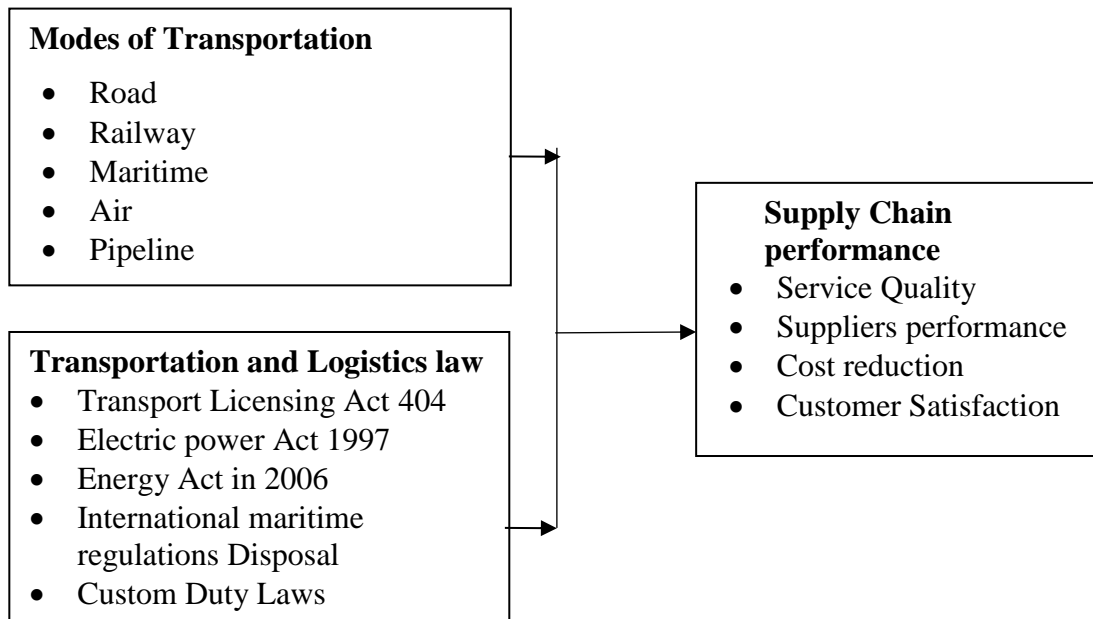 Modes of Transportation
• Road
• Railway
• Maritime
• Air
• Pipeline
Transportation and Logistics law
• Transport Licensing Act 404
• Electric power Act 1997
• Energy Act in 2006
• International maritime
regulations Disposal
• Custom Duty Laws
Supply Chain
performance
• Service Quality
• Suppliers performance
• Cost reduction
• Customer Satisfaction